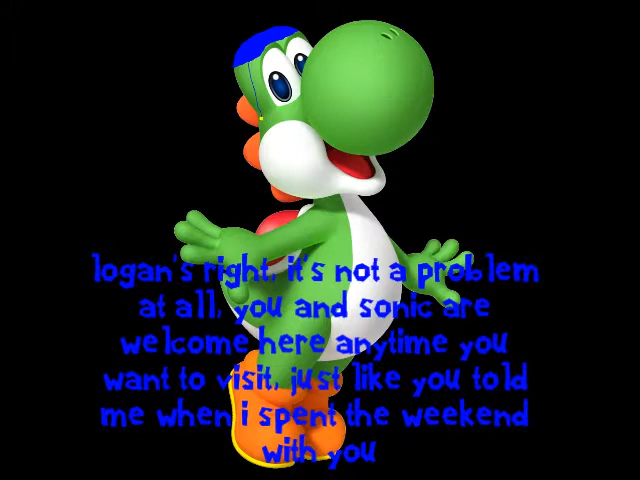 logan's right, it's not a problem
at all, you and sonic are
welcome here anytime you
want to visit, just like you told
me when i spent the weekend
with you